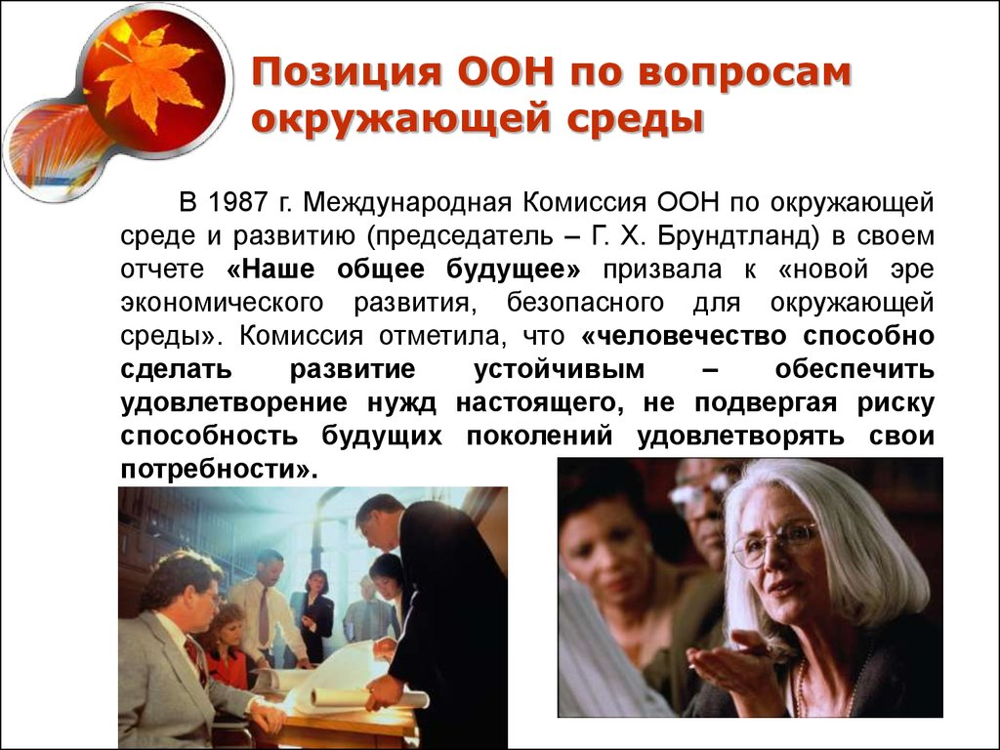 Позиция ООН по вопросам
окружающей среды
В 1987 г. Международная Комиссия ООН по окружающей
среде и развитию (председатель – Г. Х. Брундтланд) в своем
отчете «Наше общее будущее» призвала к «новой эре
экономического развития, безопасного для окружающей
среды». Комиссия отметила, что «человечество способно
сделать развитие устойчивым – обеспечить
удовлетворение нужд настоящего, не подвергая риску
способность будущих поколений удовлетворять свои
потребности».